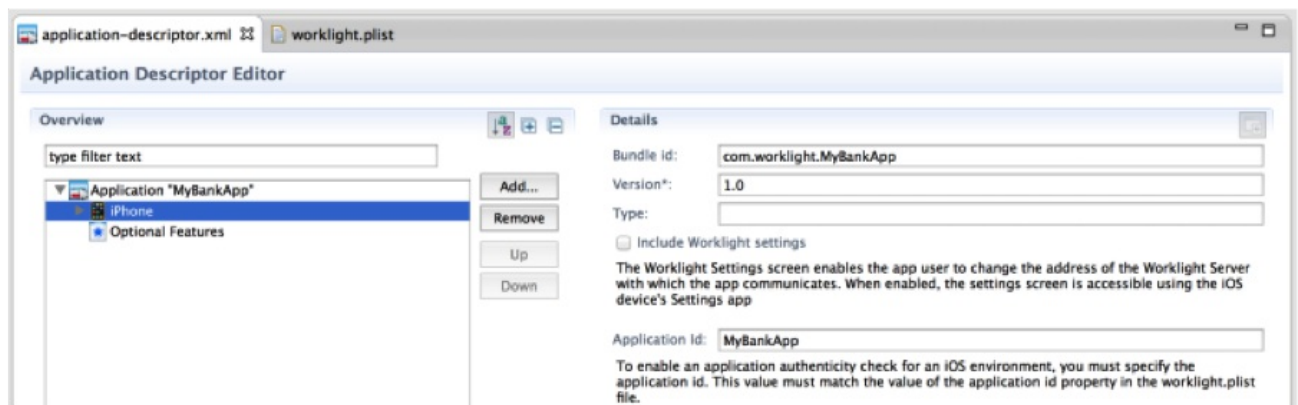 application-descriptor.xml
worklight.plist
Application Descriptor Editor
Overview
type filter text
Application "MyBankApp"
iPhone
Optional Features
Add...
Remove
Up
Down
Details
Bundle id:
com.worklight.MyBankApp
Version*:
1.0
Type:
Include Worklight settings
The Worklight Settings screen enables the app user to change the address of the Worklight Server
with which the app communicates. When enabled, the settings screen is accessible using the iOS
device's Settings app
Application Id:
MyBankApp
To enable an application authenticity check for an iOS environment, you must specify the
application id. This value must match the value of the application id property in the worklight.plist
file.